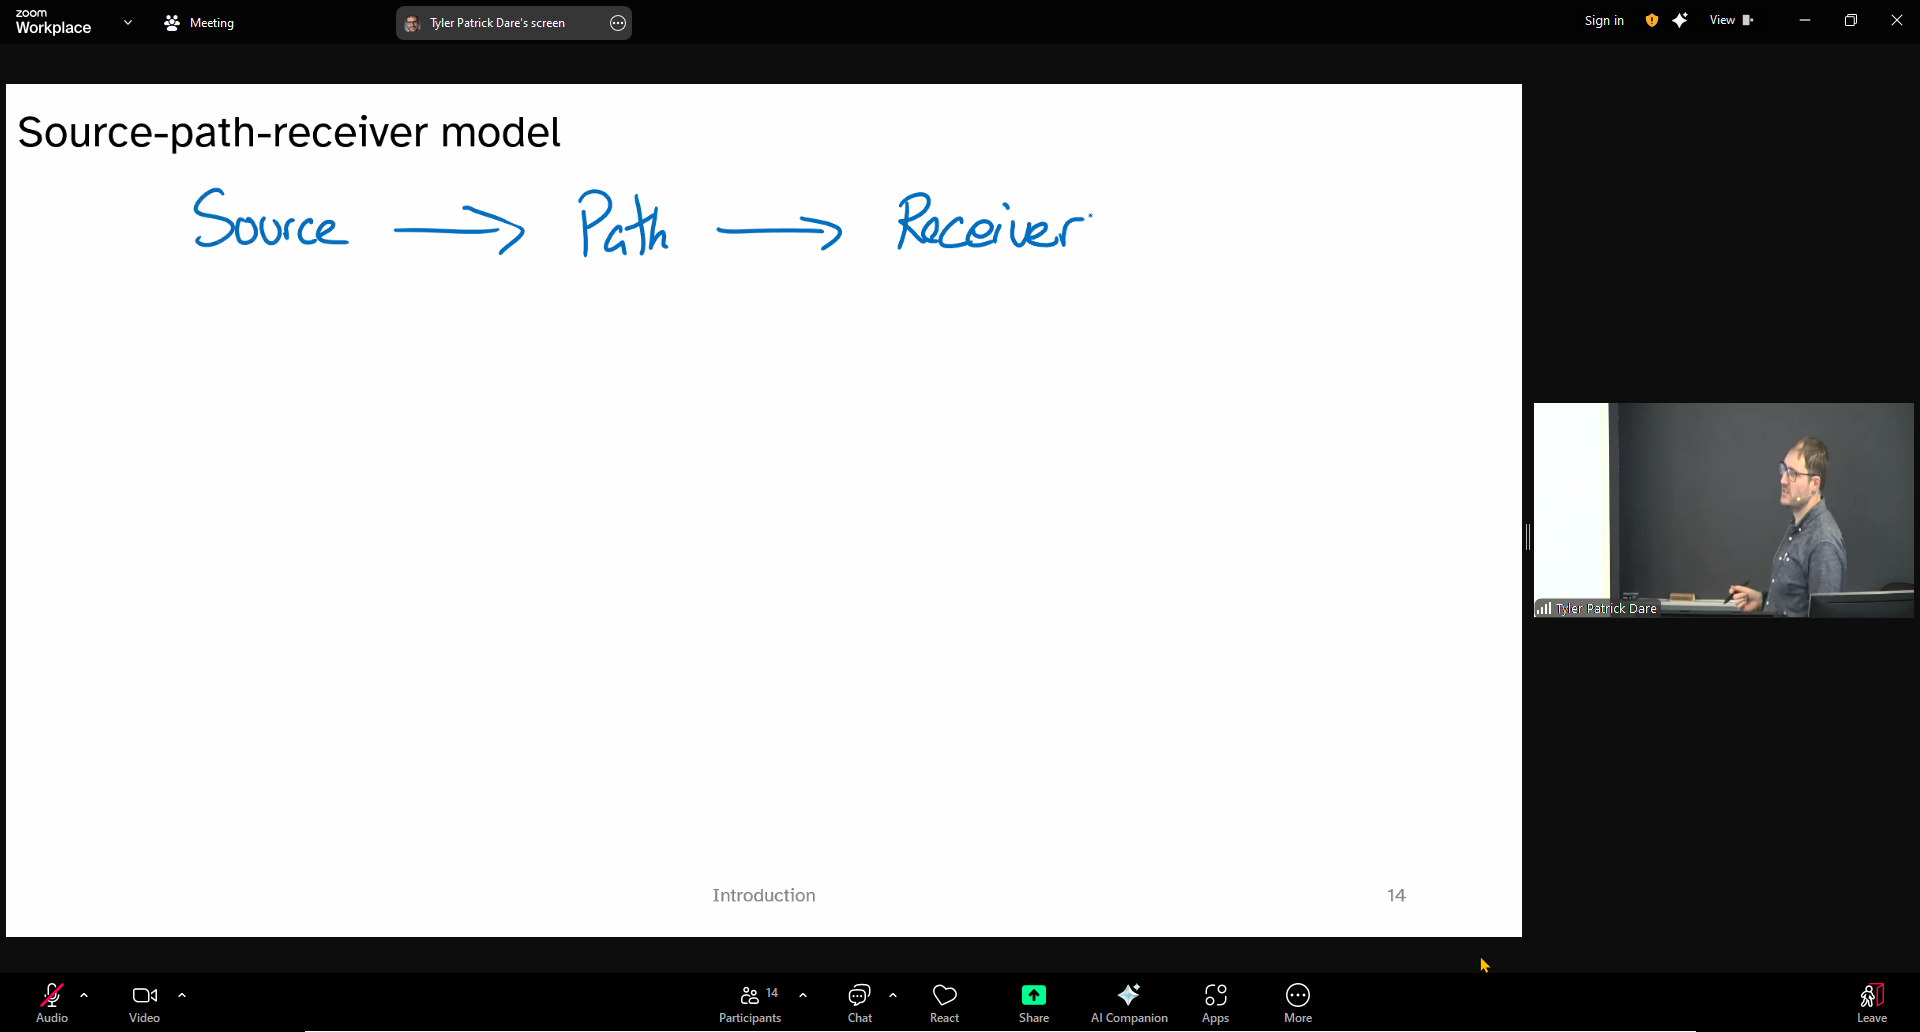 zoom
Workplace
Meeting
Tyler Patrick Dare's screen
Sign in
View
Source-path-receiver model
Source → Path → Receiver
Tyler Patrick Dare
Introduction
14
Audio
Video
Participants
14
Chat
React
Share
AI Companion
Apps
More
Leave